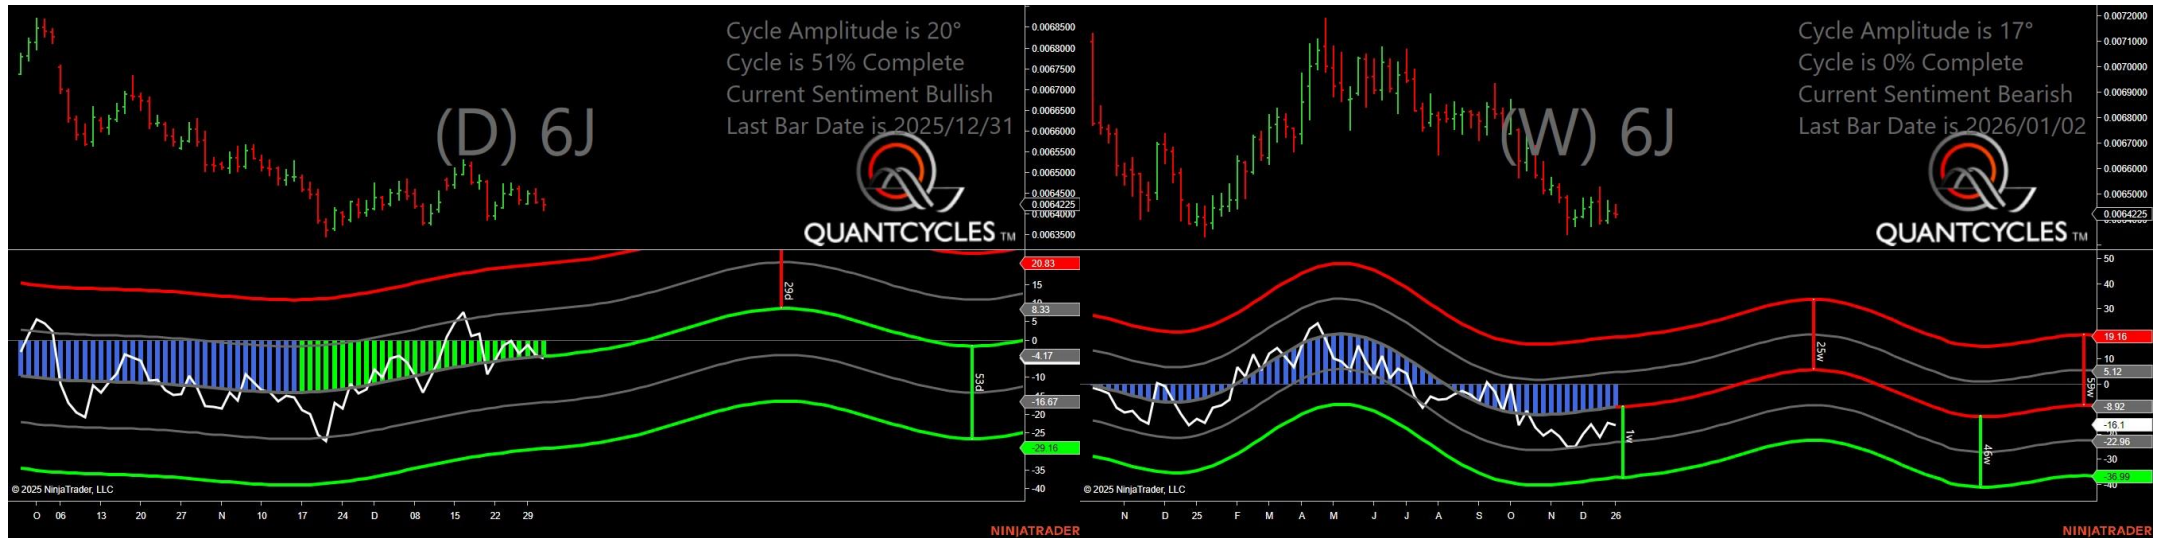 Cycle Amplitude is 20°
Cycle is 51% Complete
Current Sentiment Bullish
Last Bar Date is 2025/12/31
(D) 6J
QUANTCYCLES TM
0.0068500
0.0068000
0.0067500
0.0067000
0.0066500
0.0066000
0.0065500
0.0065000
0.0064500
0.0064225
0.0064000
0.0063500
20.83
15
10
8.33
5
0
-4.17
-10
-15
-16.67
-20
-25
-29.16
-35
-40
29d
53d
© 2025 NinjaTrader, LLC
O 06 13 20 27 N 10 17 24 D 08 15 22 29
NINJATRADER
Cycle Amplitude is 17°
Cycle is 0% Complete
Current Sentiment Bearish
Last Bar Date is 2026/01/02
(W) 6J
QUANTCYCLES TM
0.0072000
0.0071000
0.0070000
0.0069000
0.0068000
0.0067000
0.0066000
0.0065000
0.0064225
50
40
30
19.16
10
5.12
0
-8.92
-16.1
-22.96
-30
-36.99
-40
1w
25w
46w
59w
© 2025 NinjaTrader, LLC
N D 25 F M A M J J A S O N D 26
NINJATRADER